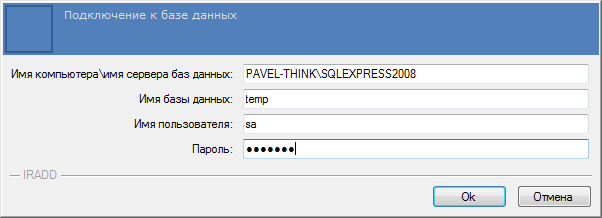 Подключение к базе данных
Имя компьютера\имя сервера баз данных: PAVEL-THINK\SQLEXPRESS2008
Имя базы данных: temp
Имя пользователя: sa
Пароль: ●●●●●●●
IRADD
Ok Отмена